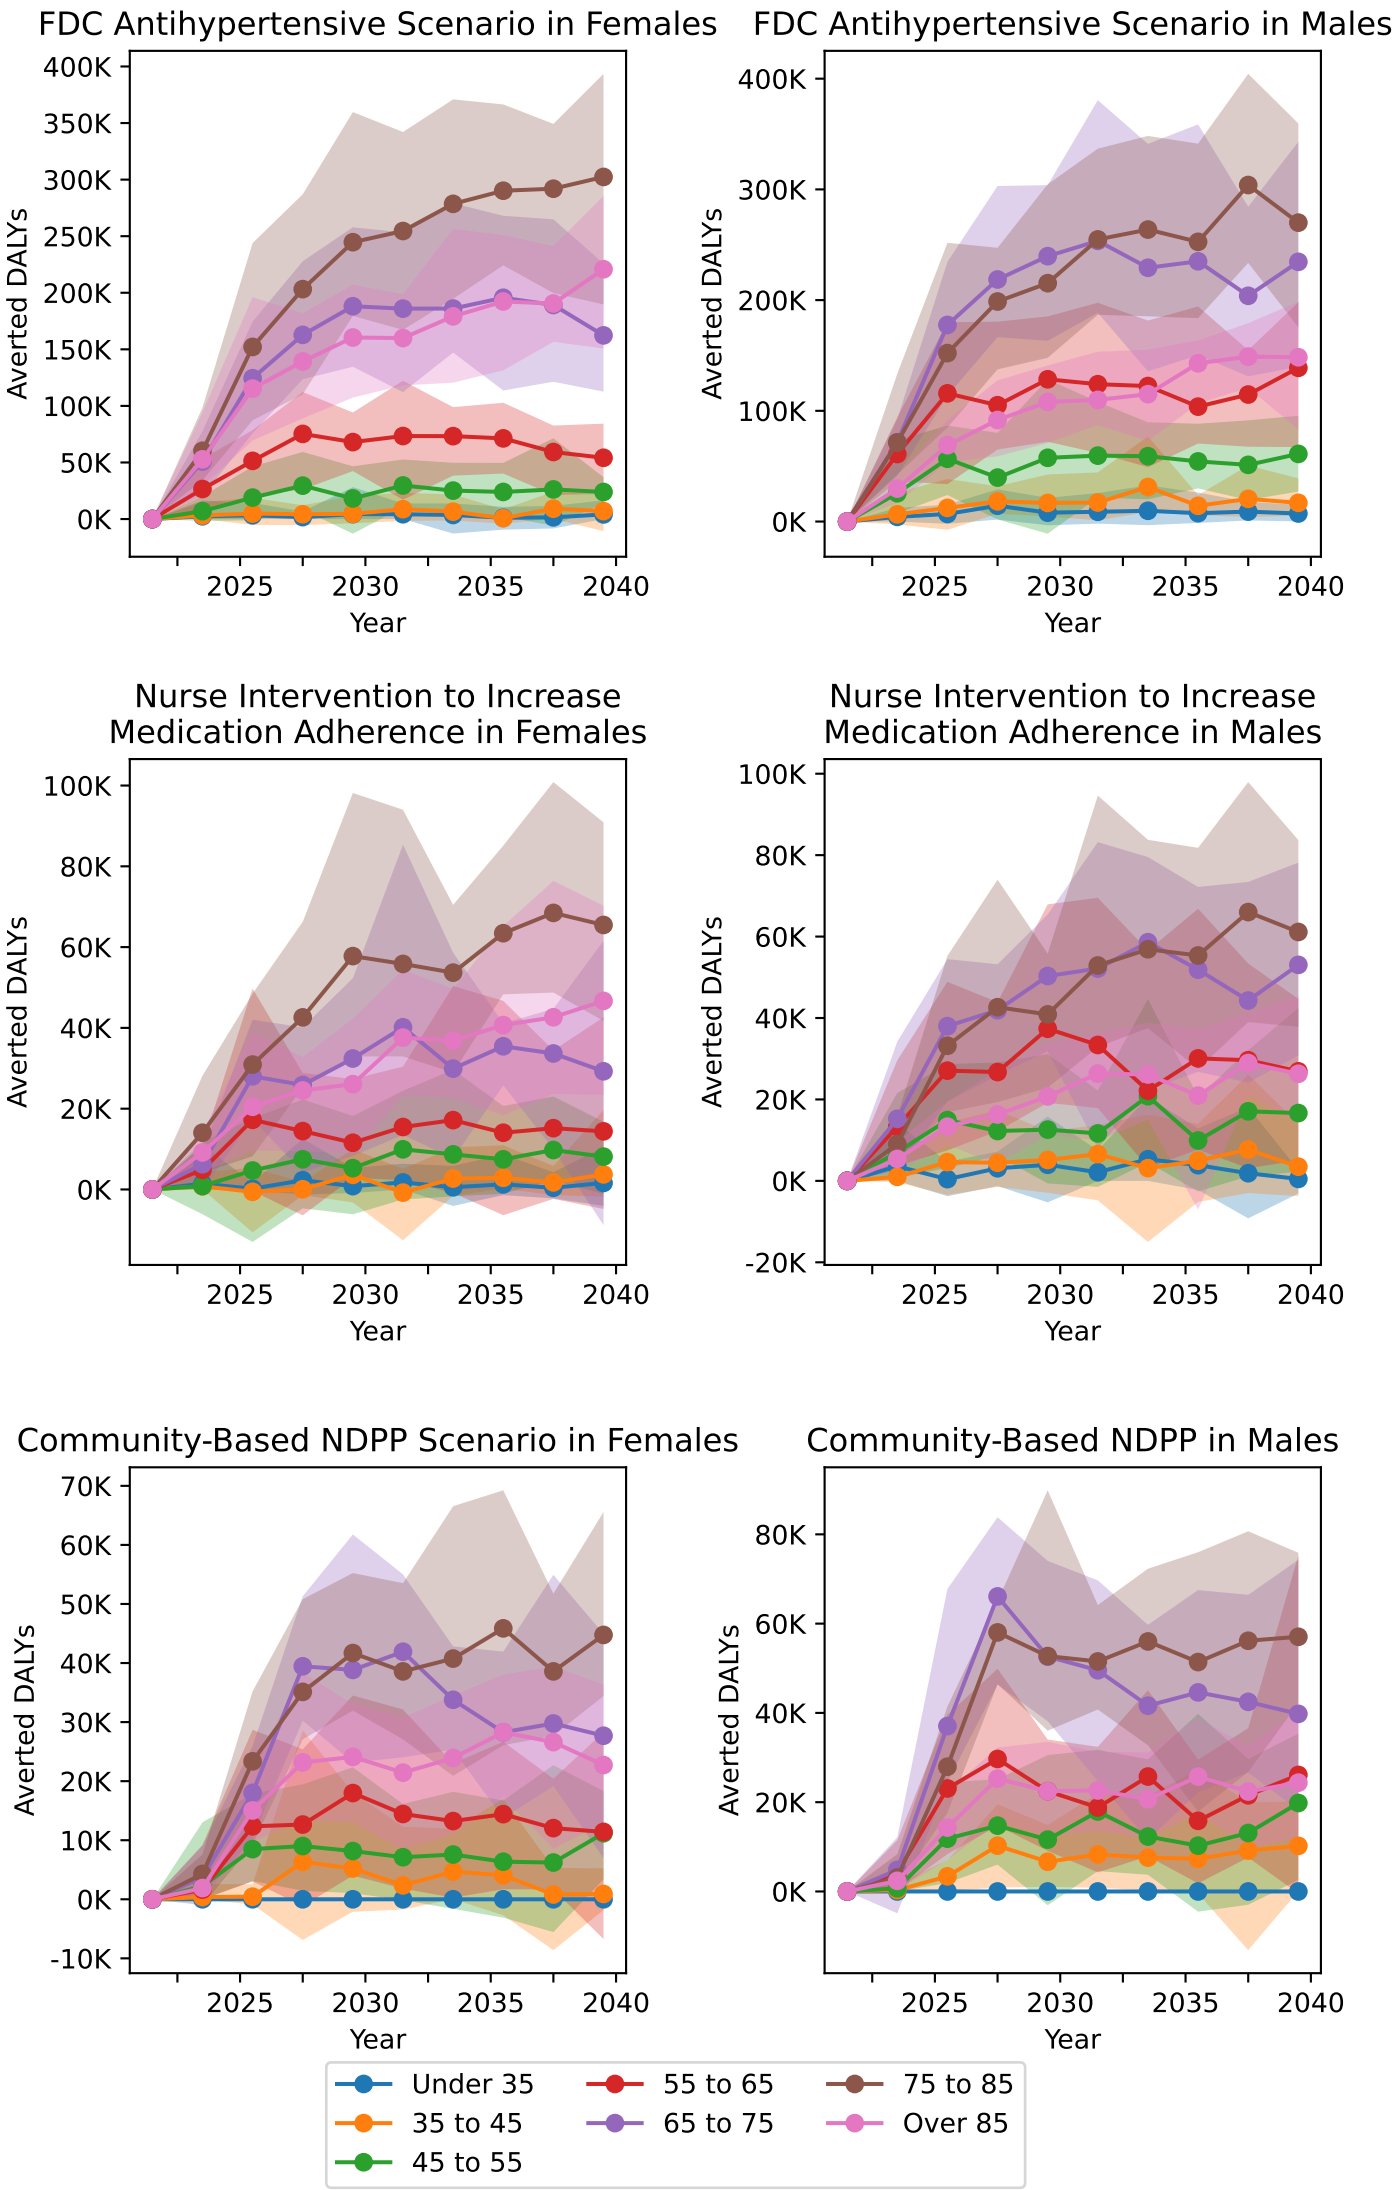 FDC Antihypertensive Scenario in Females
400K
350K
300K
250K
200K
150K
100K
50K
0K
Averted DALYs
2025 2030 2035 2040
Year
FDC Antihypertensive Scenario in Males
400K
300K
200K
100K
0K
Averted DALYs
2025 2030 2035 2040
Year
Nurse Intervention to Increase
Medication Adherence in Females
100K
80K
60K
40K
20K
0K
Averted DALYs
2025 2030 2035 2040
Year
Nurse Intervention to Increase
Medication Adherence in Males
100K
80K
60K
40K
20K
0K
-20K
Averted DALYs
2025 2030 2035 2040
Year
Community-Based NDPP Scenario in Females
70K
60K
50K
40K
30K
20K
10K
0K
-10K
Averted DALYs
2025 2030 2035 2040
Year
Community-Based NDPP in Males
80K
60K
40K
20K
0K
Averted DALYs
2025 2030 2035 2040
Year
Under 35
35 to 45
45 to 55
55 to 65
65 to 75
75 to 85
Over 85